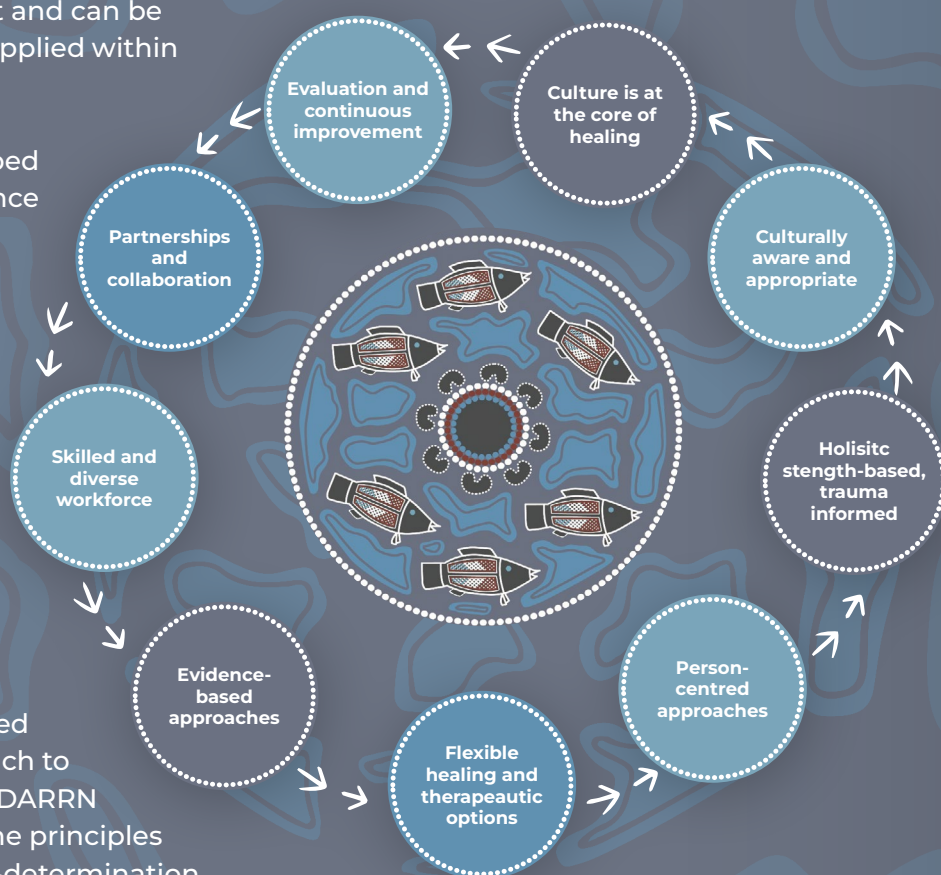 t and can be
pplied within
Evaluation and
continuous
improvement
Culture is at
the core of
healing
ped
nce
Partnerships
and
collaboration
Culturally
aware and
appropriate
Skilled and
diverse
workforce
Holisitc
stength-based,
trauma
informed
Evidence-
based
approaches
Person-
centred
approaches
Flexible
healing and
therapeautic
options
ed
ch to
DARRN
ne principles
determination